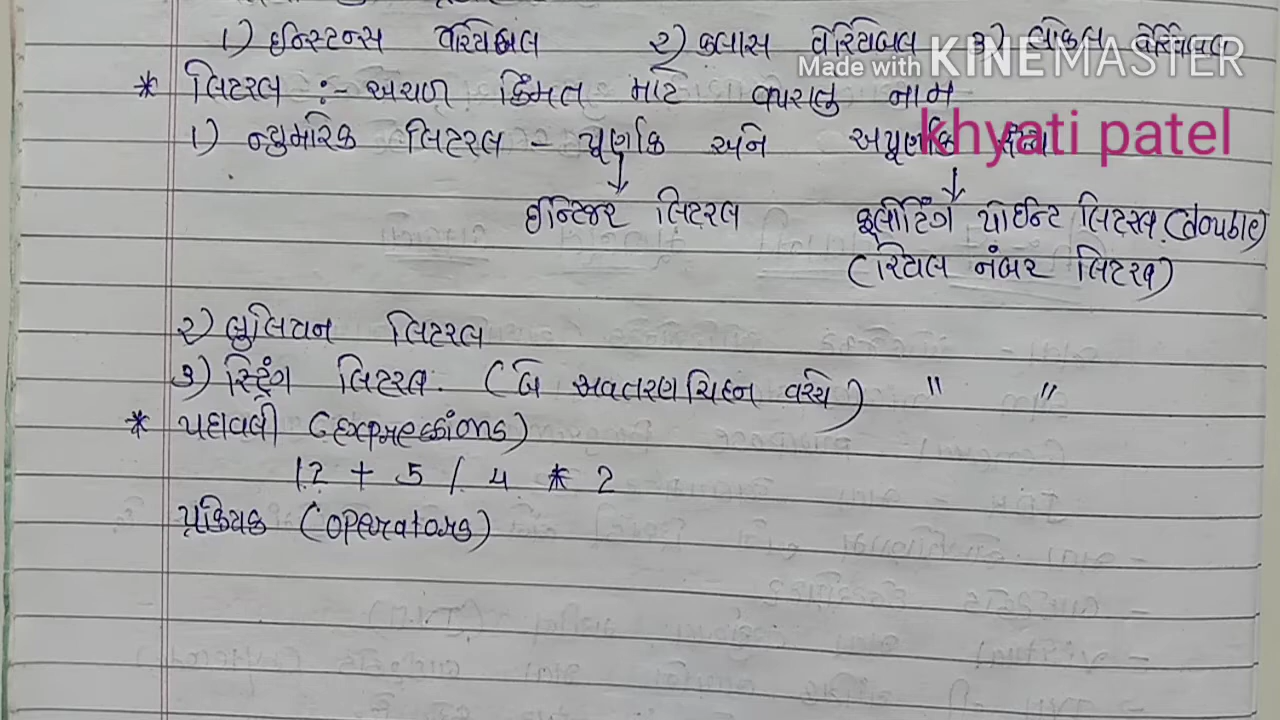 ૧) ઇન્સ્ટન્સ વેરિયેબલ ૨) ક્લાસ વેરિયેબલ ૩) લોકલ વેરિયેબલ
Made with KINEMASTER
* લિટરલ :- અચળ કિંમત માટે વપરાતું નામ
૧) ન્યુમેરિક લિટરલ - પૂર્ણાંક અને અપૂર્ણાંક
khyati patel
ઇન્ટિજર લિટરલ ફ્લોટિંગ પોઇન્ટ લિટરલ (double)
(રિયલ નંબર લિટરલ)
૨) બુલિયન લિટરલ
૩) સ્ટ્રિંગ લિટરલ. (બે અવતરણચિહ્ન વચ્ચે) " "
* પદાવલી (Expressions)
12 + 5 / 4 * 2
પ્રક્રિયક (operators)